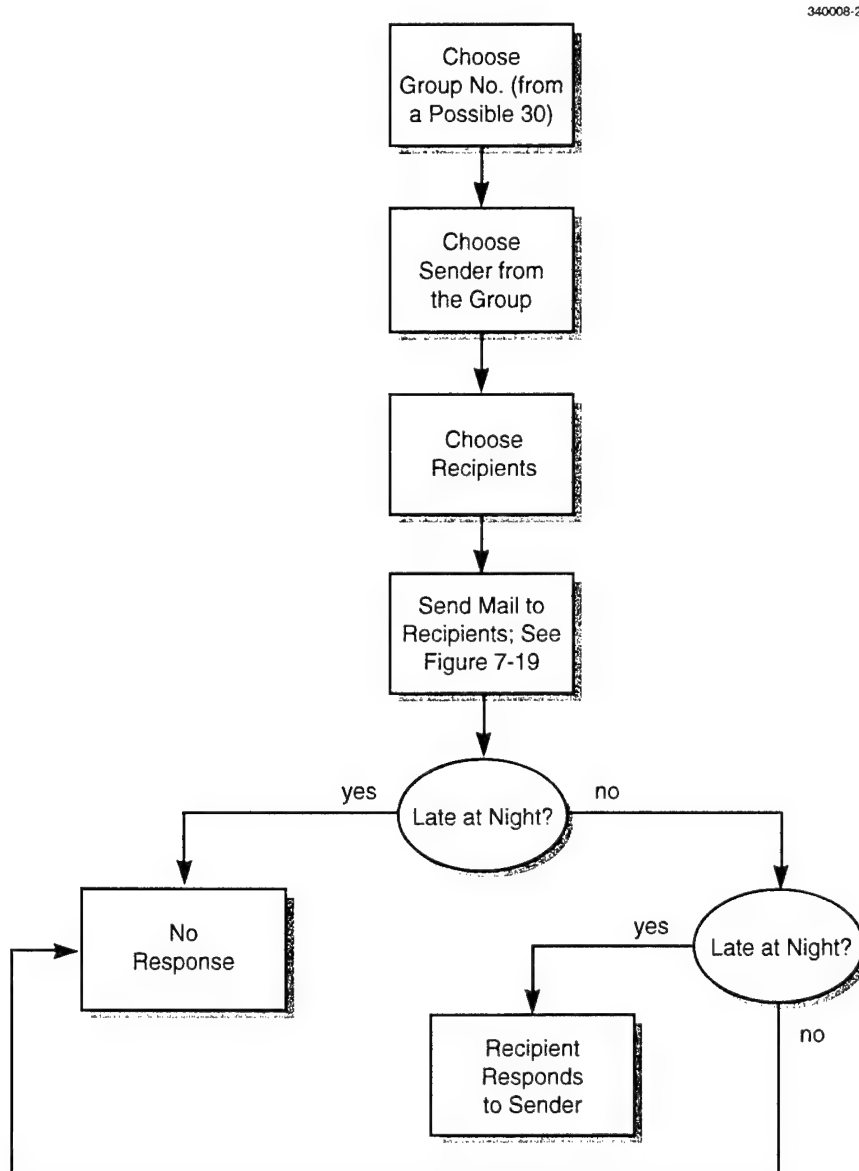 340008-2
Choose
Group No. (from
a Possible 30)
Choose
Sender from
the Group
Choose
Recipients
Send Mail to
Recipients; See
Figure 7-19
yes
Late at Night?
no
No
Response
yes
Late at Night?
no
Recipient
Responds
to Sender